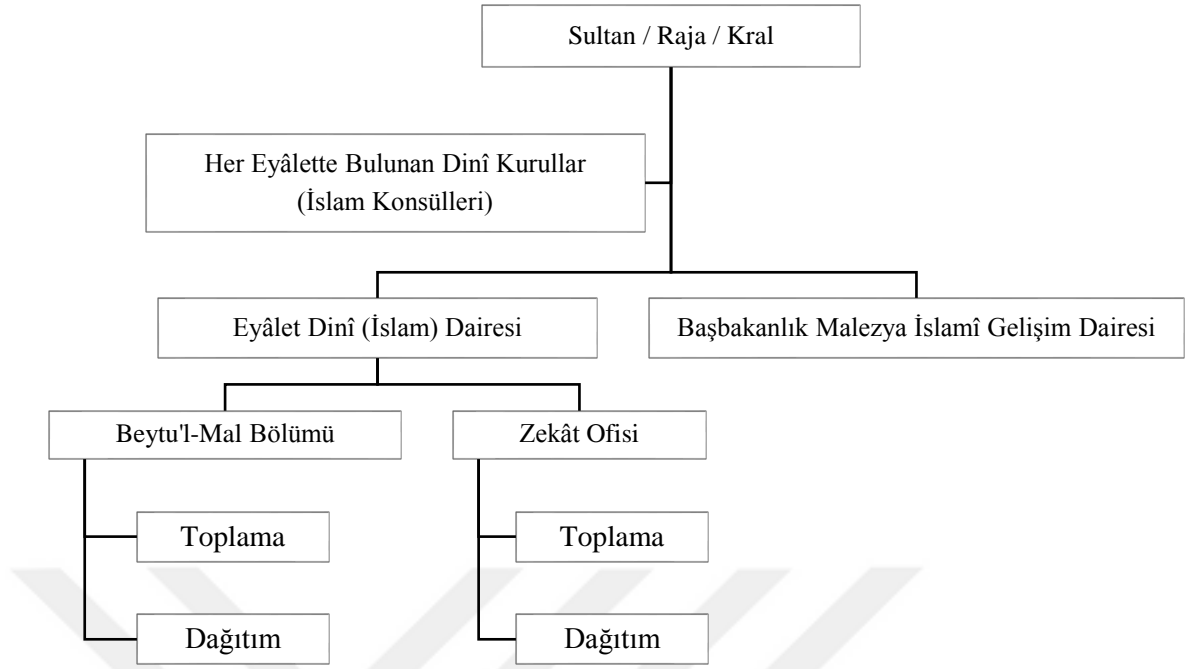 Sultan / Raja / Kral
Her Eyâlette Bulunan Dinî Kurullar
(İslam Konsülleri)
Eyâlet Dinî (İslam) Dairesi
Başbakanlık Malezya İslamî Gelişim Dairesi
Beytu'l-Mal Bölümü
Zekât Ofisi
Toplama
Toplama
Dağıtım
Dağıtım